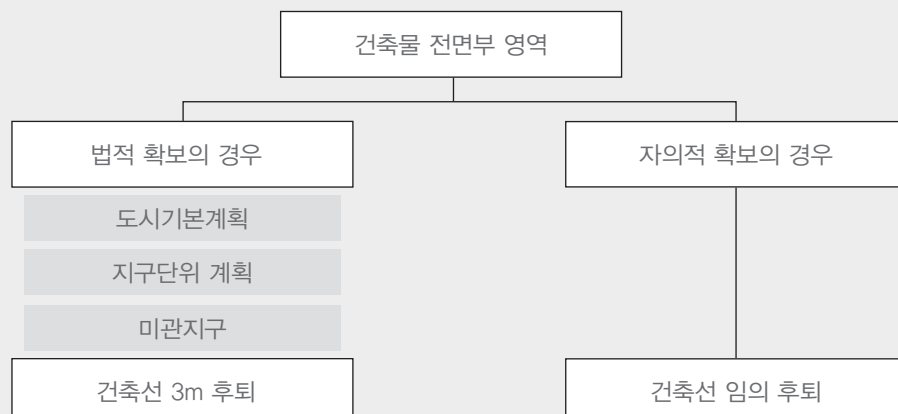 건축물 전면부 영역
법적 확보의 경우
자의적 확보의 경우
도시기본계획
지구단위 계획
미관지구
건축선 3m 후퇴
건축선 임의 후퇴